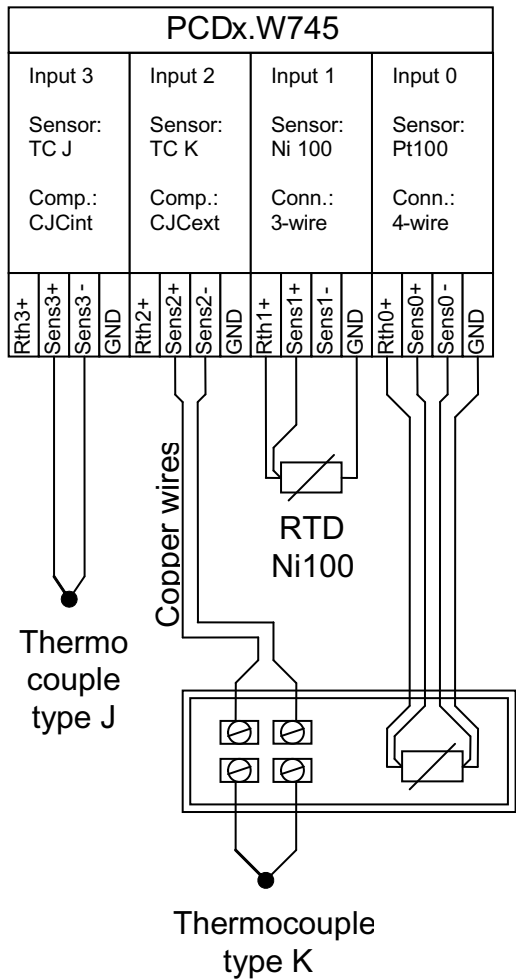 PCDx.W745
Input 3
Sensor:
TC J
Comp.:
CJCint
Input 2
Sensor:
TC K
Comp.:
CJCext
Input 1
Sensor:
Ni 100
Conn.:
3-wire
Input 0
Sensor:
Pt100
Conn.:
4-wire
Rth3+
Sens3+
Sens3-
GND
Rth2+
Sens2+
Sens2-
GND
Rth1+
Sens1+
Sens1-
GND
Rth0+
Sens0+
Sens0-
GND
Copper wires
RTD
Ni100
Thermo
couple
type J
Thermocouple
type K